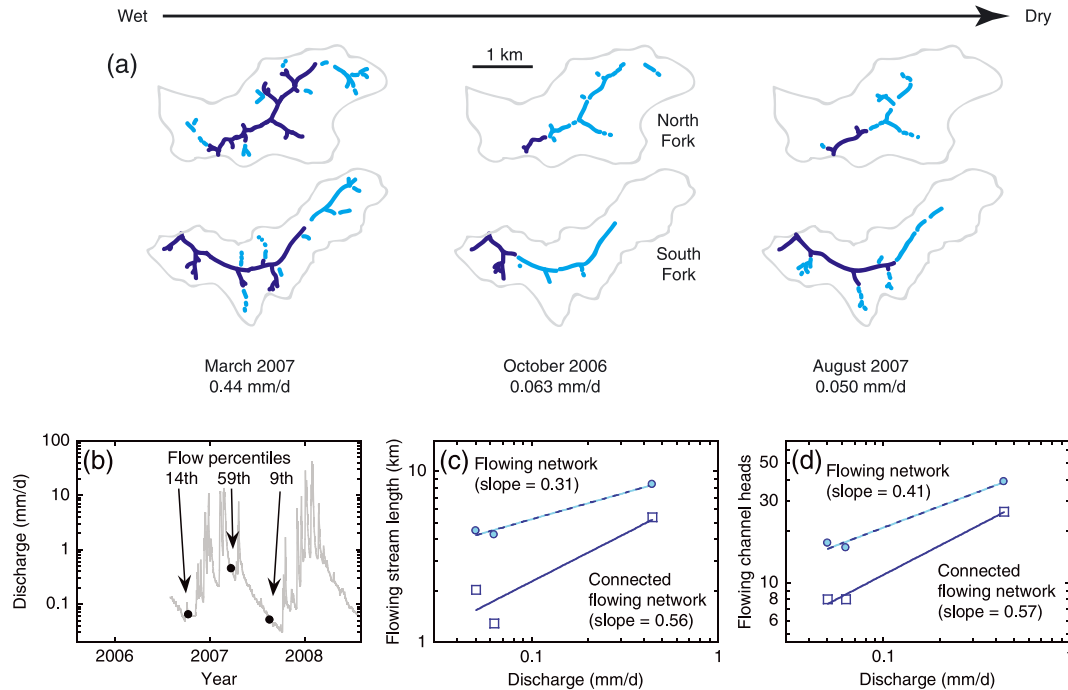 Wet
Dry
(a)
1 km
North
Fork
South
Fork
March 2007
0.44 mm/d
October 2006
0.063 mm/d
August 2007
0.050 mm/d
(b)
Flow percentiles
14th
59th
9th
100
10
1
0.1
Discharge (mm/d)
2006
2007
2008
Year
(c)
Flowing network
(slope = 0.31)
Connected
flowing network
(slope = 0.56)
10
1
Flowing stream length (km)
0.1
1
Discharge (mm/d)
(d)
Flowing network
(slope = 0.41)
Connected
flowing network
(slope = 0.57)
50
30
10
8
6
Flowing channel heads
0.1
1
Discharge (mm/d)